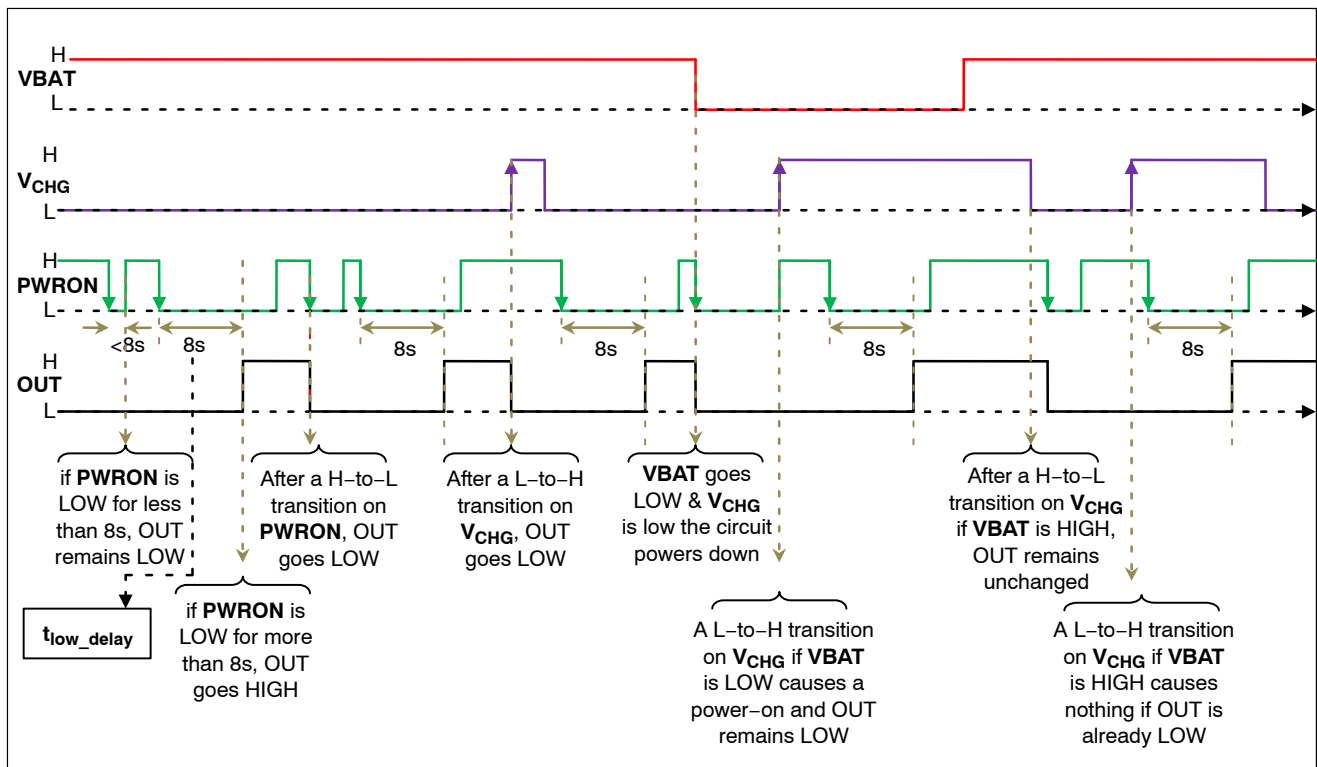 H
VBAT
L
H
VCHG
L
H
PWRON
L
<8s
8s
8s
8s
8s
8s
H
OUT
L
if PWRON is
LOW for less
than 8s, OUT
remains LOW
After a H-to-L
transition on
PWRON, OUT
goes LOW
After a L-to-H
transition on
VCHG, OUT
goes LOW
VBAT goes
LOW & VCHG
is low the circuit
powers down
After a H-to-L
transition on VCHG
if VBAT is HIGH,
OUT remains
unchanged
tlow_delay
if PWRON is
LOW for more
than 8s, OUT
goes HIGH
A L-to-H transition
on VCHG if VBAT
is LOW causes a
power-on and OUT
remains LOW
A L-to-H transition
on VCHG if VBAT
is HIGH causes
nothing if OUT is
already LOW